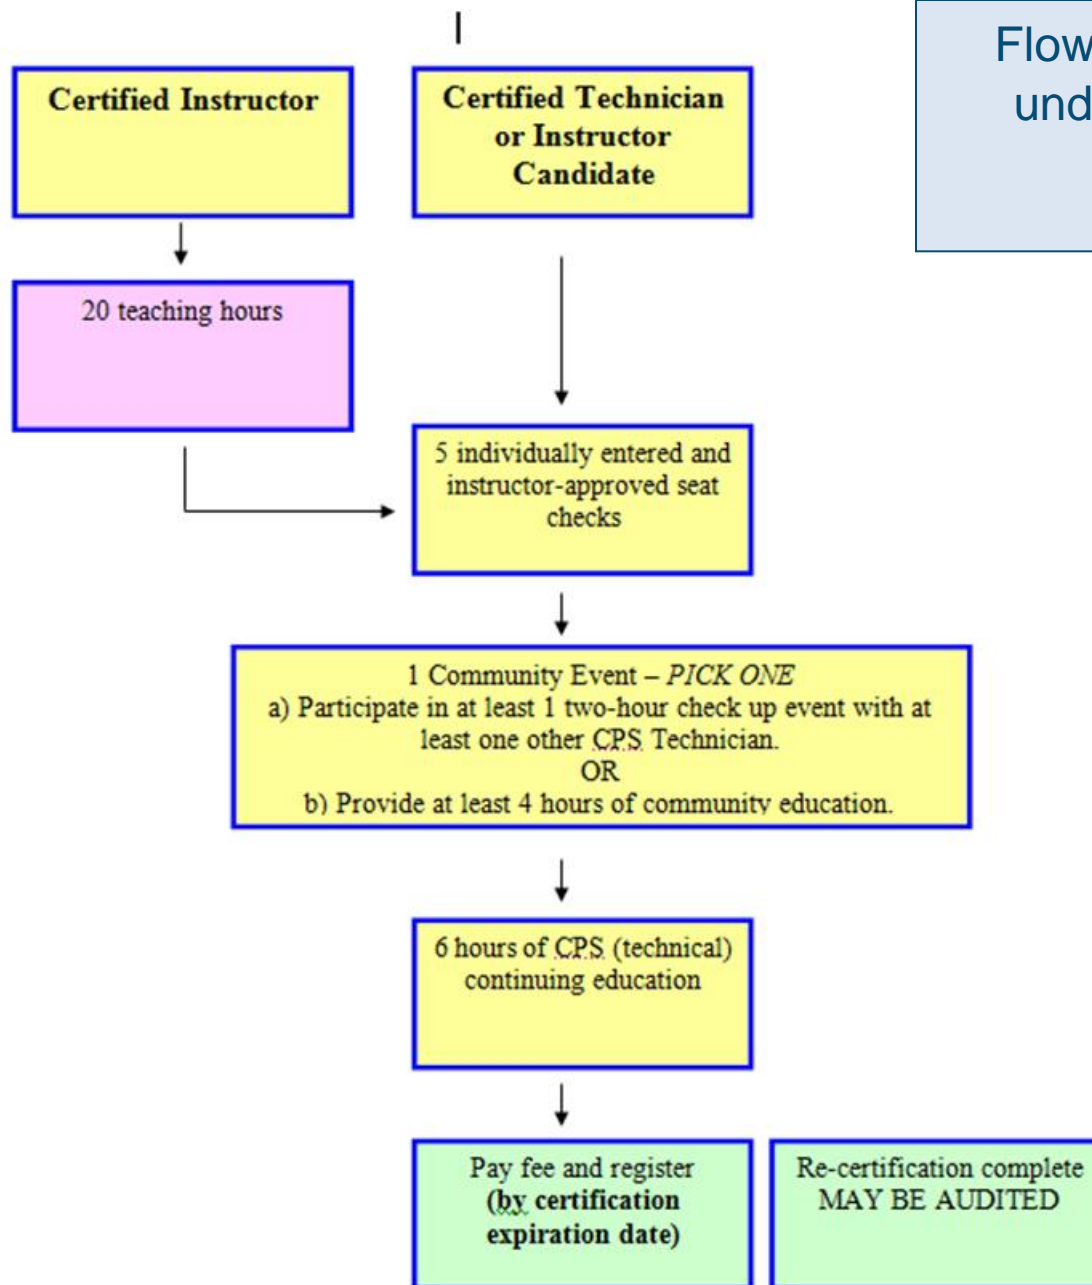 Certified Instructor
Certified Technician
or Instructor
Candidate
20 teaching hours
5 individually entered and
instructor-approved seat
checks
1 Community Event – PICK ONE
a) Participate in at least 1 two-hour check up event with at
least one other CPS Technician.
OR
b) Provide at least 4 hours of community education.
6 hours of CPS (technical)
continuing education
Pay fee and register
(by certification
expiration date)
Re-certification complete
MAY BE AUDITED